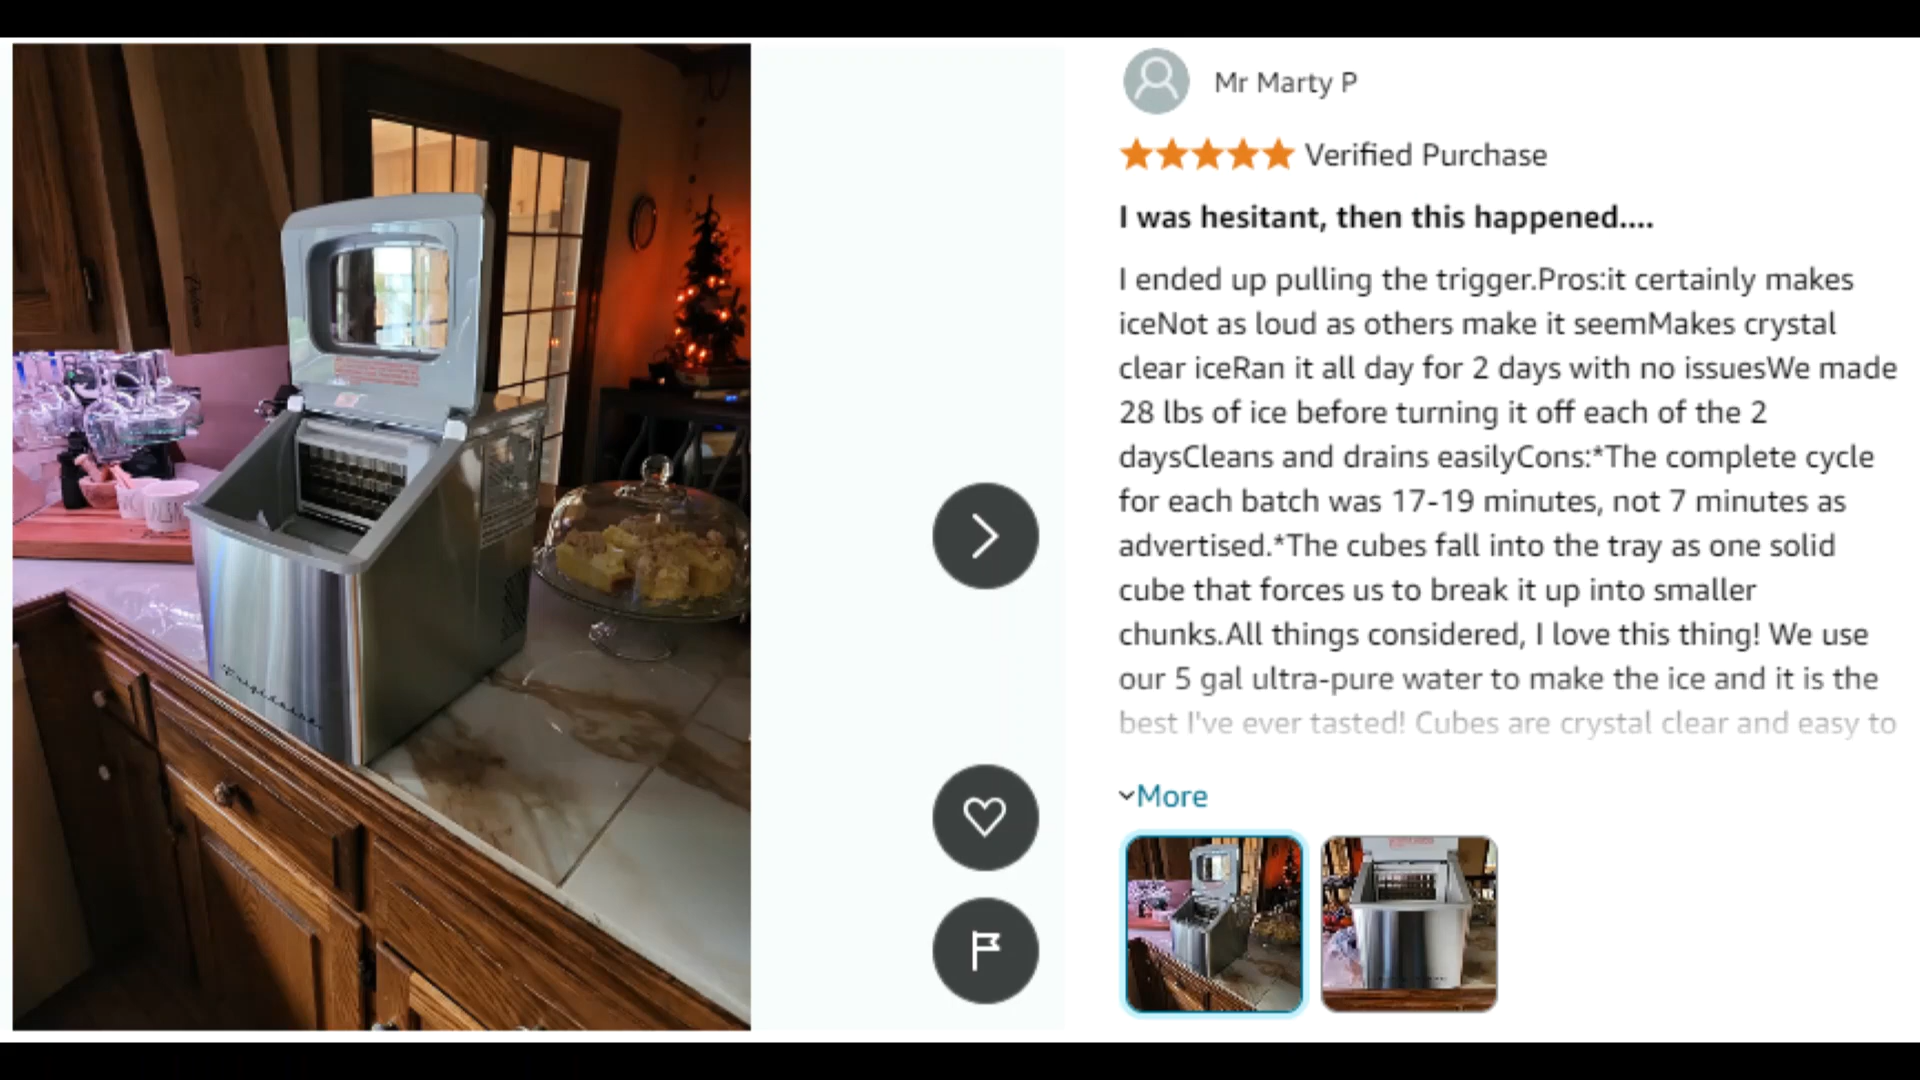 Mr Marty P
Verified Purchase
I was hesitant, then this happened....
I ended up pulling the trigger.Pros:it certainly makes
iceNot as loud as others make it seemMakes crystal
clear iceRan it all day for 2 days with no issuesWe made
28 lbs of ice before turning it off each of the 2
daysCleans and drains easilyCons:*The complete cycle
for each batch was 17-19 minutes, not 7 minutes as
advertised.*The cubes fall into the tray as one solid
cube that forces us to break it up into smaller
chunks.All things considered, I love this thing! We use
our 5 gal ultra-pure water to make the ice and it is the
best I've ever tasted! Cubes are crystal clear and easy to
More
Frigidaire